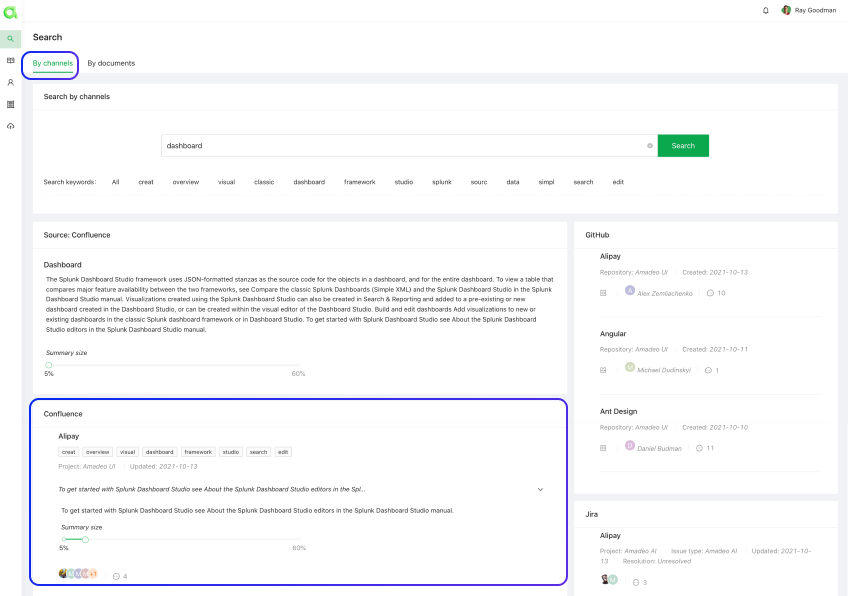 Ray Goodman
Search
By channels By documents
Search by channels
dashboard Search
Search keywords: All creat overview visual classic dashboard framework studio splunk sourc data simpl search edit
Source: Confluence
Dashboard
The Splunk Dashboard Studio framework uses JSON-formatted stanzas as the source code for the objects in a dashboard, and for the entire dashboard. To view a table that
compares major feature availability between the two frameworks, see Compare the classic Splunk Dashboards (Simple XML) and the Splunk Dashboard Studio in the Splunk
Dashboard Studio manual. Visualizations created using the Splunk Dashboard Studio can also be created in Search & Reporting and added to a pre-existing or new
dashboard created in the Dashboard Studio, or can be created within the visual editor of the Dashboard Studio. Build and edit dashboards Add visualizations to new or
existing dashboards in the classic Splunk dashboard framework or in Dashboard Studio. To get started with Splunk Dashboard Studio see About the Splunk Dashboard
Studio editors in the Splunk Dashboard Studio manual.
Summary size
5% 60%
Confluence
Alipay
creat overview visual dashboard framework studio search edit
Project: Amadeo UI Updated: 2021-10-13
To get started with Splunk Dashboard Studio see About the Splunk Dashboard Studio editors in the Spl...
To get started with Splunk Dashboard Studio see About the Splunk Dashboard Studio editors in the Splunk Dashboard Studio manual.
Summary size
5% 60%
+1 4
GitHub
Alipay
Repository: Amadeo UI Created: 2021-10-13
A Alex Zemliachenko 10
Angular
Repository: Amadeo UI Created: 2021-10-11
M Michael Dudinskyi 1
Ant Design
Repository: Amadeo UI Created: 2021-10-10
D Daniel Budman 11
Jira
Alipay
Project: Amadeo AI Issue type: Amadeo AI Updated: 2021-10-
13 Resolution: Unresolved
M 3